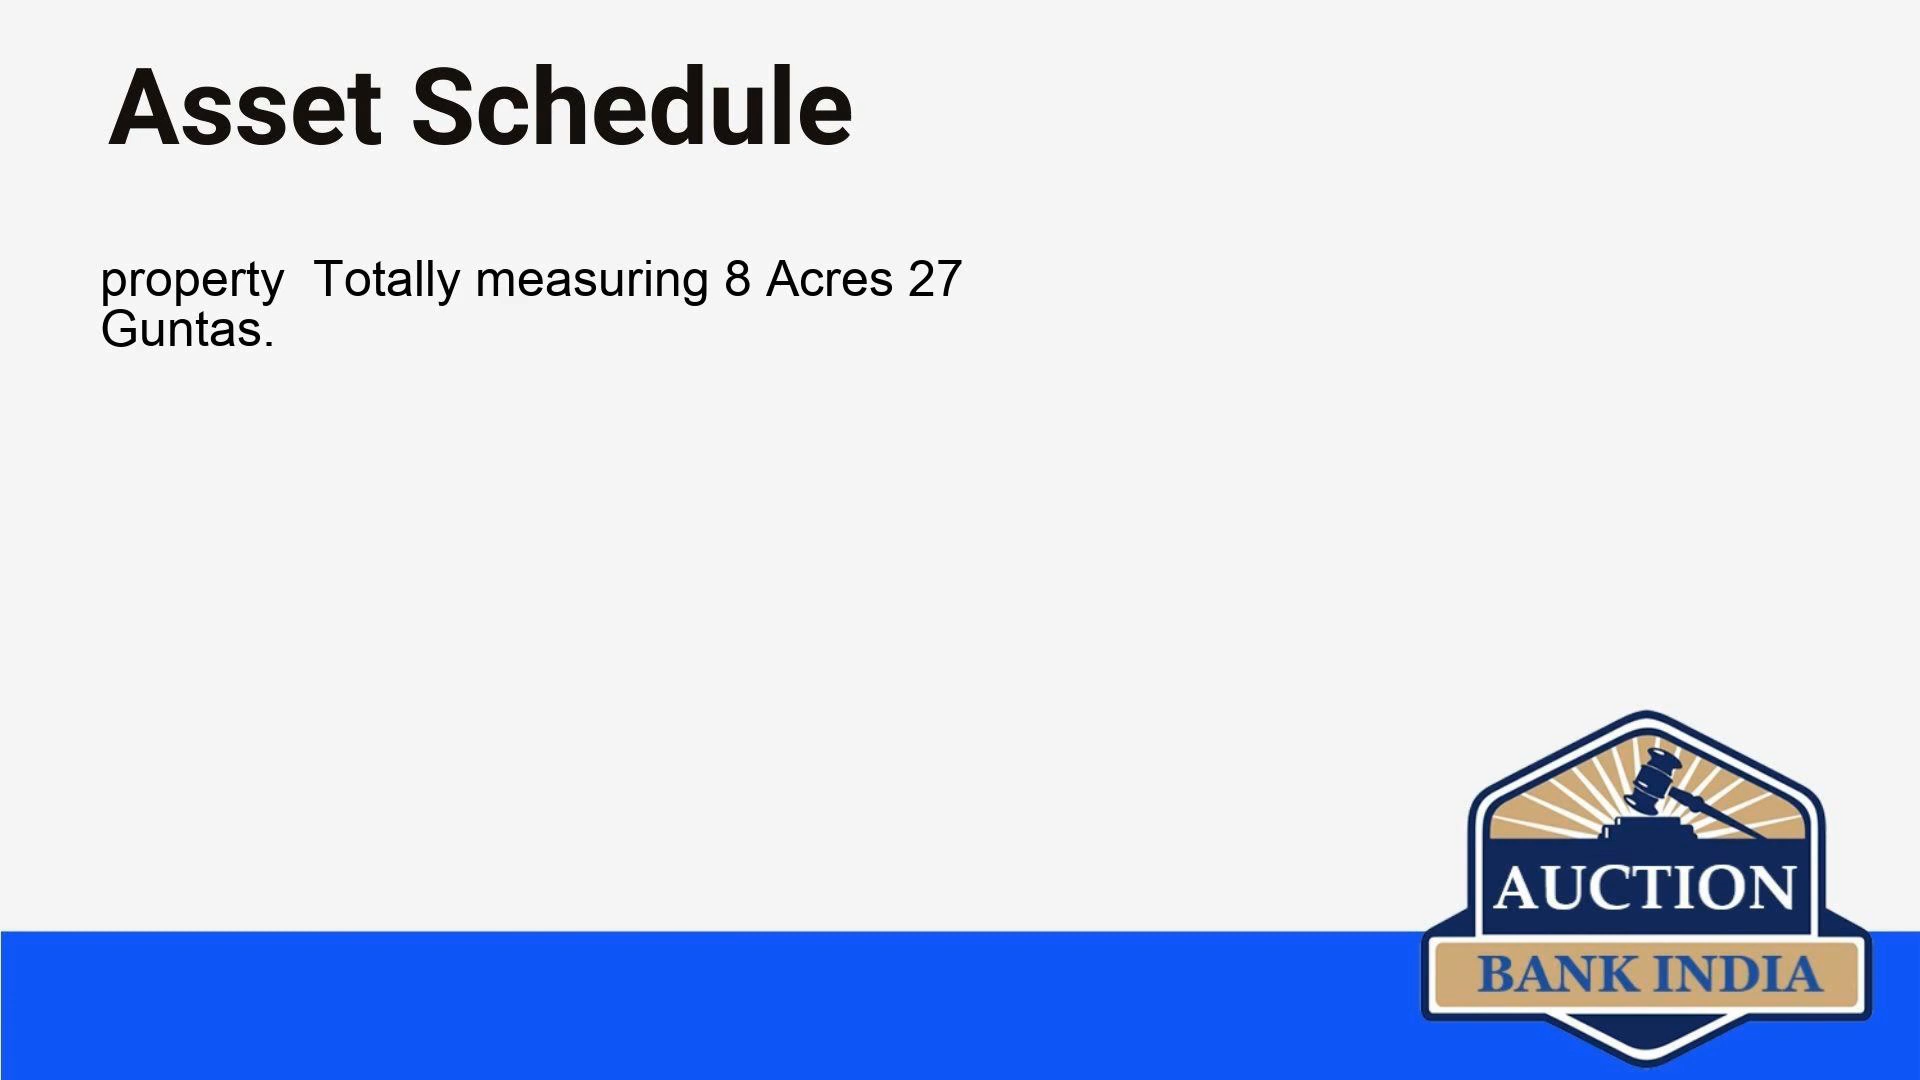 Asset Schedule
property  Totally measuring 8 Acres 27
Guntas.
AUCTION
BANK INDIA